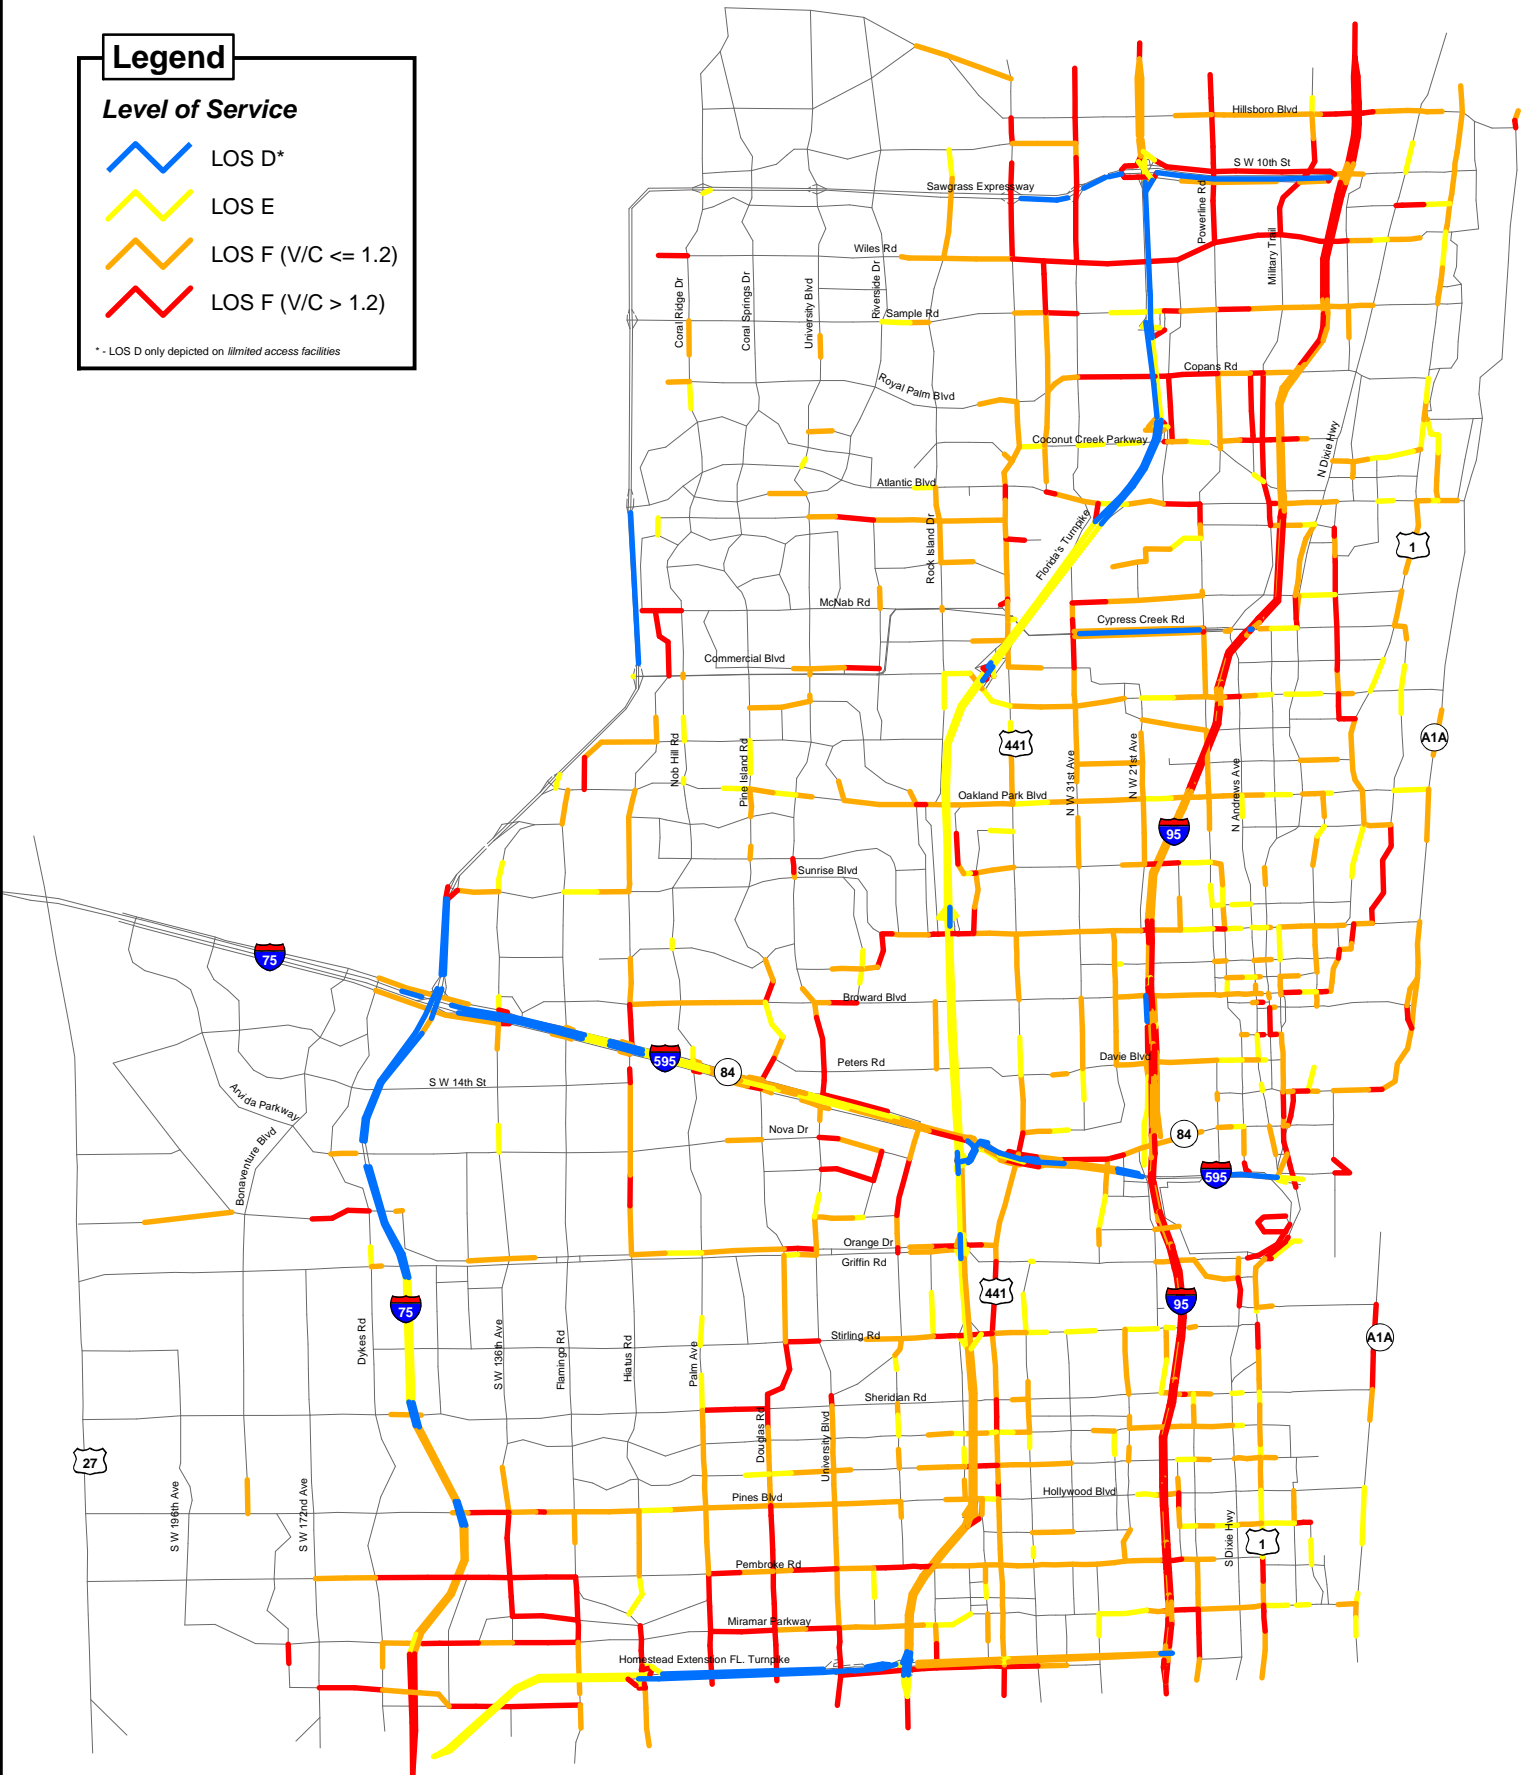 Legend
Level of Service
LOS D*
LOS E
LOS F (V/C <= 1.2)
LOS F (V/C > 1.2)
* - LOS D only depicted on lilmited access facilities
Hillsboro Blvd
S W 10th St
Sawgrass Expressway
Powerline Rd
Military Trail
Wiles Rd
Coral Ridge Dr
Coral Springs Dr
University Blvd
Riverside Dr
Sample Rd
Copans Rd
Royal Palm Blvd
Coconut Creek Parkway
N Dixie Hwy
Atlantic Blvd
Rock Island Dr
Florida's Turnpike
1
McNab Rd
Cypress Creek Rd
Commercial Blvd
Nob Hill Rd
Pine Island Rd
441
N W 31st Ave
N W 21st Ave
N Andrews Ave
A1A
Oakland Park Blvd
95
Sunrise Blvd
75
Broward Blvd
595
84
Peters Rd
Davie Blvd
S W 14th St
Arvida Parkway
Bonaventure Blvd
Nova Dr
84
595
Orange Dr
Griffin Rd
75
441
95
Dykes Rd
S W 136th Ave
Flamingo Rd
Hiatus Rd
Palm Ave
Stirling Rd
A1A
Sheridan Rd
Douglas Rd
University Blvd
27
S W 196th Ave
S W 172nd Ave
Pines Blvd
Hollywood Blvd
S Dixie Hwy
1
Pembroke Rd
Miramar Parkway
Homestead Extenstion FL. Turnpike